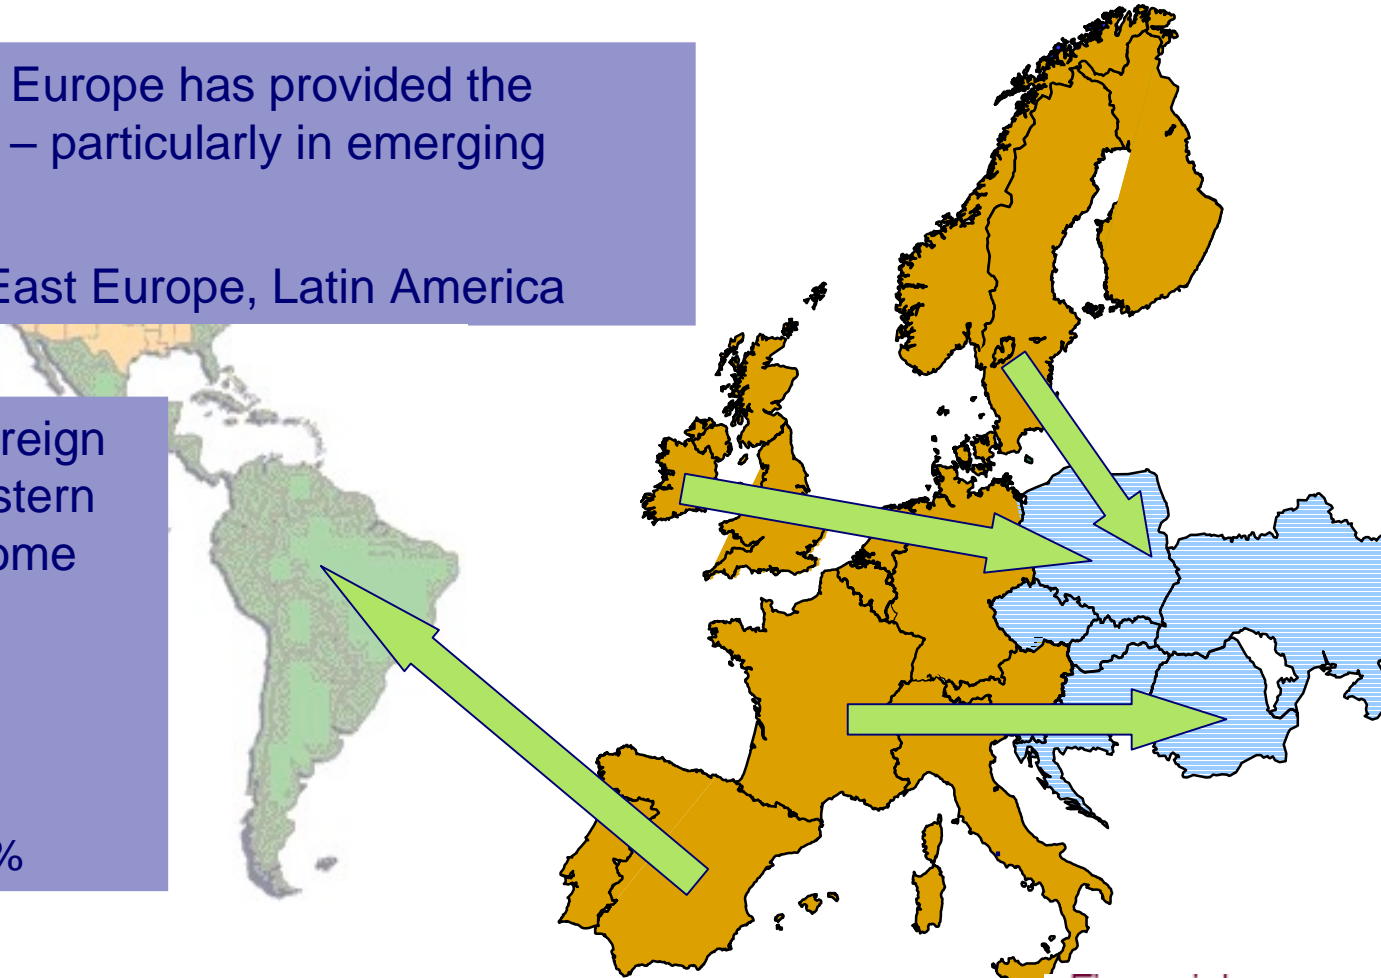 Europe has provided the
– particularly in emerging
East Europe, Latin America
reign
stern
ome
%